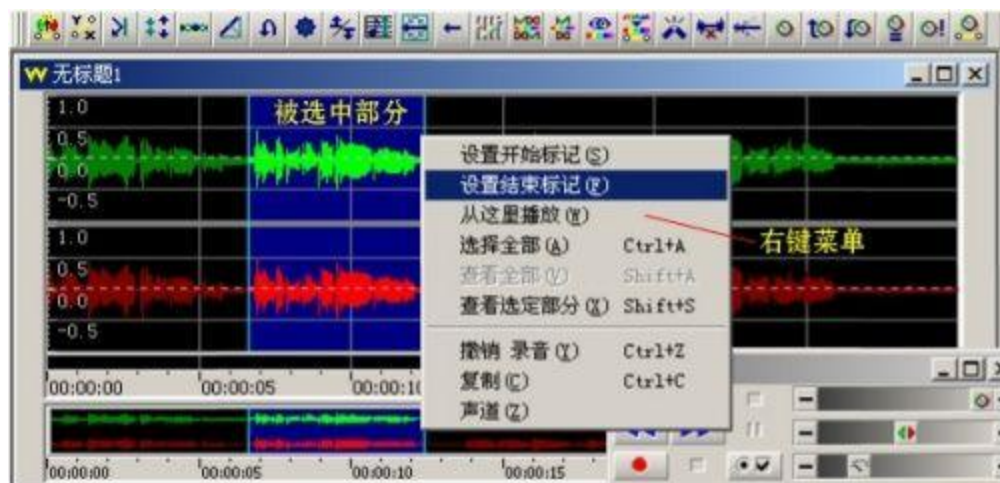 无标题1
被选中部分
1.0
0.5
0.0
-0.5
1.0
0.5
0.0
-0.5
设置开始标记(S)
设置结束标记(F)
从这里播放(W)
选择全部(A) Ctrl+A
查看全部(V) Shift+A
查看选定部分(X) Shift+S
撤销 录音(Y) Ctrl+Z
复制(C) Ctrl+C
声道(Z)
右键菜单
00:00:00 00:00:05 00:00:10
00:00:00 00:00:05 00:00:10 00:00:15